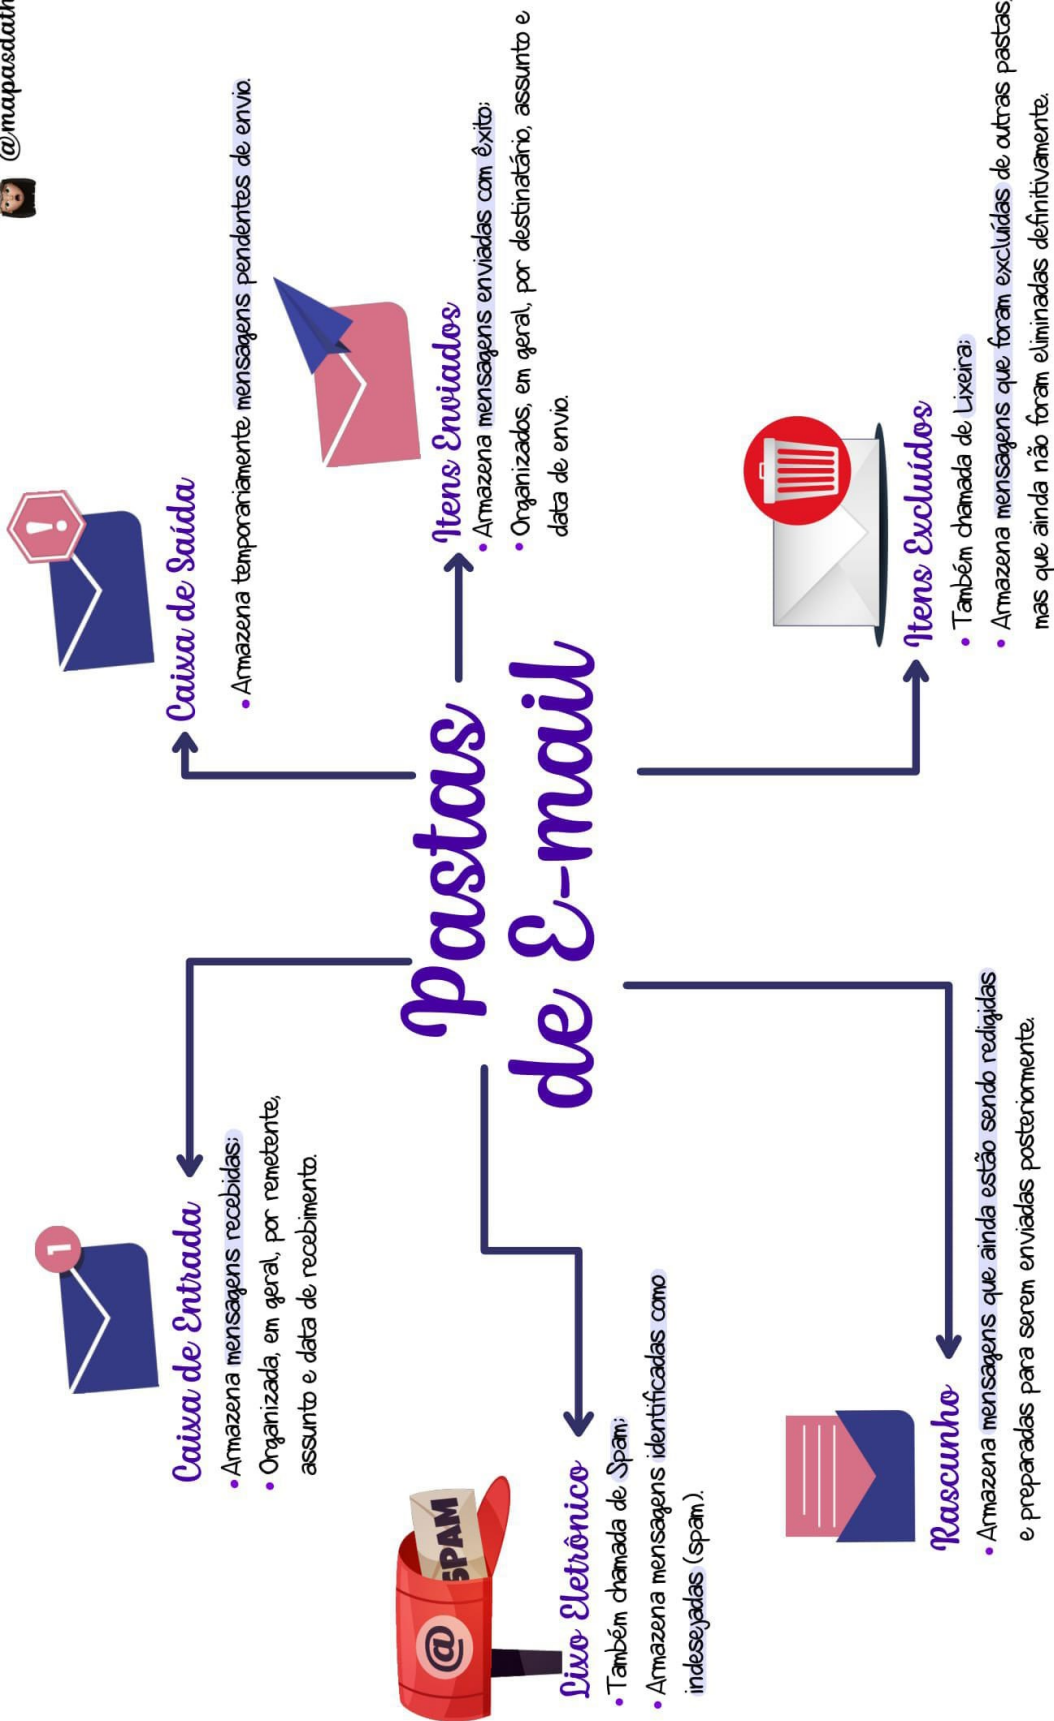 @mapasdath
Pastas
de E-mail
Caixa de Entrada
• Armazena mensagens recebidas;
• Organizada, em geral, por remetente,
assunto e data de recebimento.
1
Caixa de Saída
• Armazena temporariamente mensagens pendentes de envio.
!
Itens Enviados
• Armazena mensagens enviadas com êxito;
• Organizados, em geral, por destinatário, assunto e
data de envio.
Lixo Eletrônico
• Também chamada de Spam;
• Armazena mensagens identificadas como
indesejadas (spam).
@
SPAM
Rascunho
• Armazena mensagens que ainda estão sendo redigidas
e preparadas para serem enviadas posteriormente.
Itens Excluídos
• Também chamada de Lixeira;
• Armazena mensagens que foram excluídas de outras pastas,
mas que ainda não foram eliminadas definitivamente.